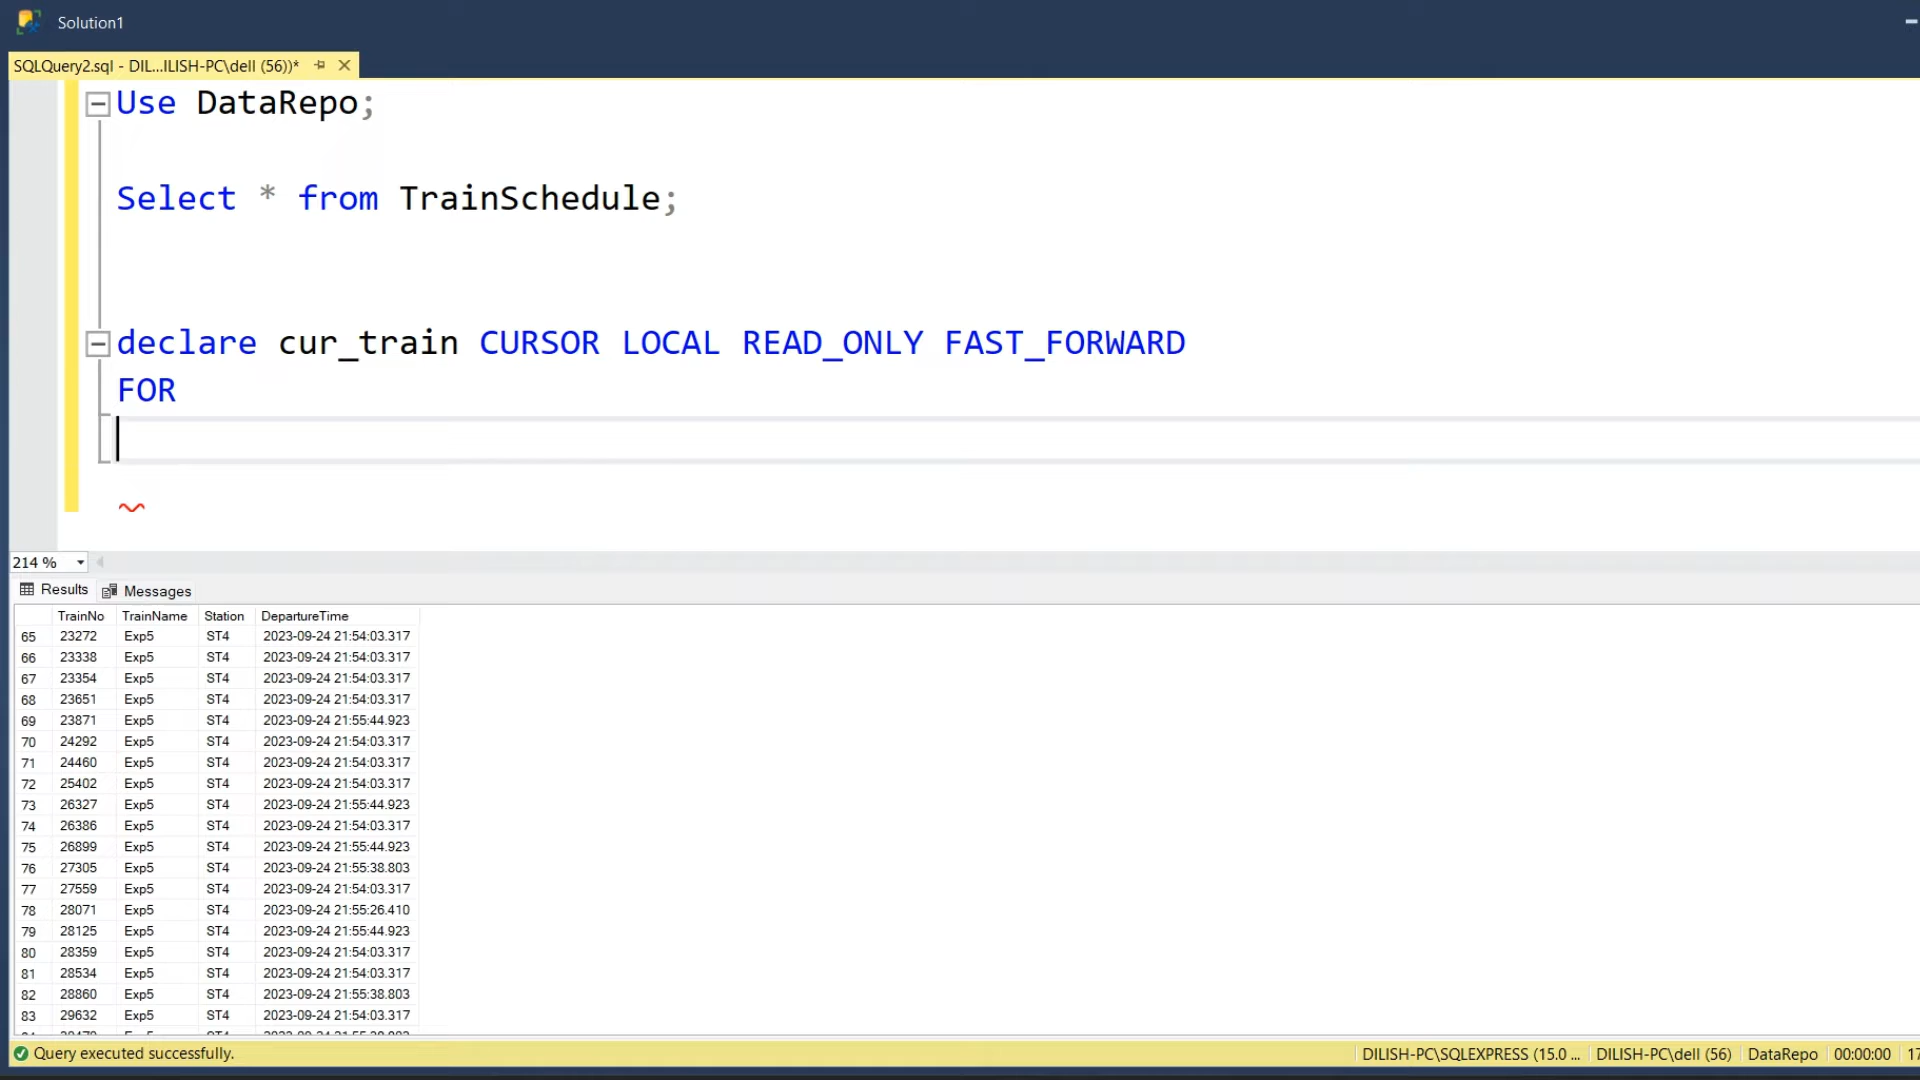 Solution1
SQLQuery2.sql - DIL...ILISH-PC\dell (56))*
Use DataRepo;
Select * from TrainSchedule;
declare cur_train CURSOR LOCAL READ_ONLY FAST_FORWARD
FOR
214 %
Results Messages
TrainNo TrainName Station DepartureTime
65 23272 Exp5 ST4 2023-09-24 21:54:03.317
66 23338 Exp5 ST4 2023-09-24 21:54:03.317
67 23354 Exp5 ST4 2023-09-24 21:54:03.317
68 23651 Exp5 ST4 2023-09-24 21:54:03.317
69 23871 Exp5 ST4 2023-09-24 21:55:44.923
70 24292 Exp5 ST4 2023-09-24 21:54:03.317
71 24460 Exp5 ST4 2023-09-24 21:54:03.317
72 25402 Exp5 ST4 2023-09-24 21:54:03.317
73 26327 Exp5 ST4 2023-09-24 21:55:44.923
74 26386 Exp5 ST4 2023-09-24 21:54:03.317
75 26899 Exp5 ST4 2023-09-24 21:55:44.923
76 27305 Exp5 ST4 2023-09-24 21:55:38.803
77 27559 Exp5 ST4 2023-09-24 21:54:03.317
78 28071 Exp5 ST4 2023-09-24 21:55:26.410
79 28125 Exp5 ST4 2023-09-24 21:55:44.923
80 28359 Exp5 ST4 2023-09-24 21:54:03.317
81 28534 Exp5 ST4 2023-09-24 21:54:03.317
82 28860 Exp5 ST4 2023-09-24 21:55:38.803
83 29632 Exp5 ST4 2023-09-24 21:54:03.317
Query executed successfully. DILISH-PC\SQLEXPRESS (15.0 ... DILISH-PC\dell (56) DataRepo 00:00:00